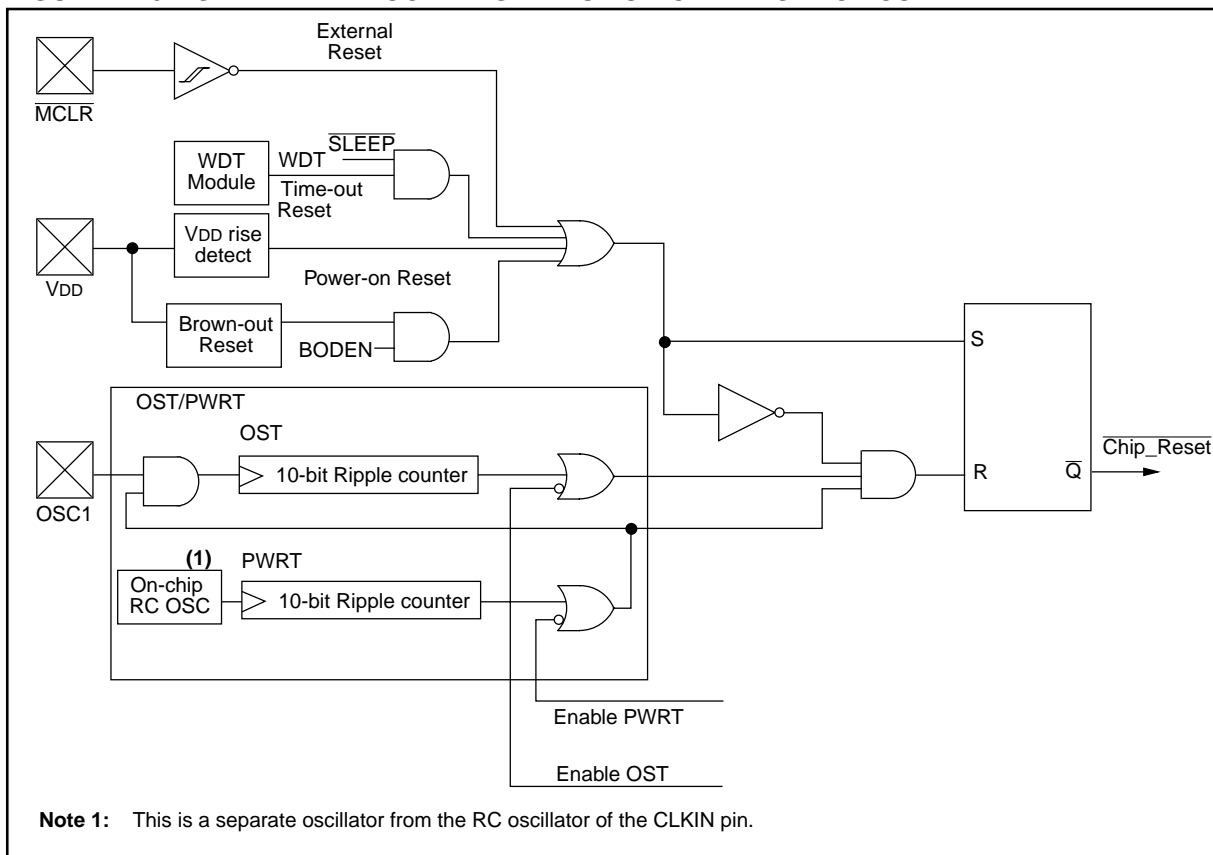 External
Reset
MCLR
SLEEP
WDT
Module
WDT
Time-out
Reset
VDD rise
detect
VDD
Power-on Reset
Brown-out
Reset
BODEN
S
OST/PWRT
OST
Chip_Reset
10-bit Ripple counter
R
Q
OSC1
(1)
PWRT
On-chip
RC OSC
10-bit Ripple counter
Enable PWRT
Enable OST
Note 1: This is a separate oscillator from the RC oscillator of the CLKIN pin.